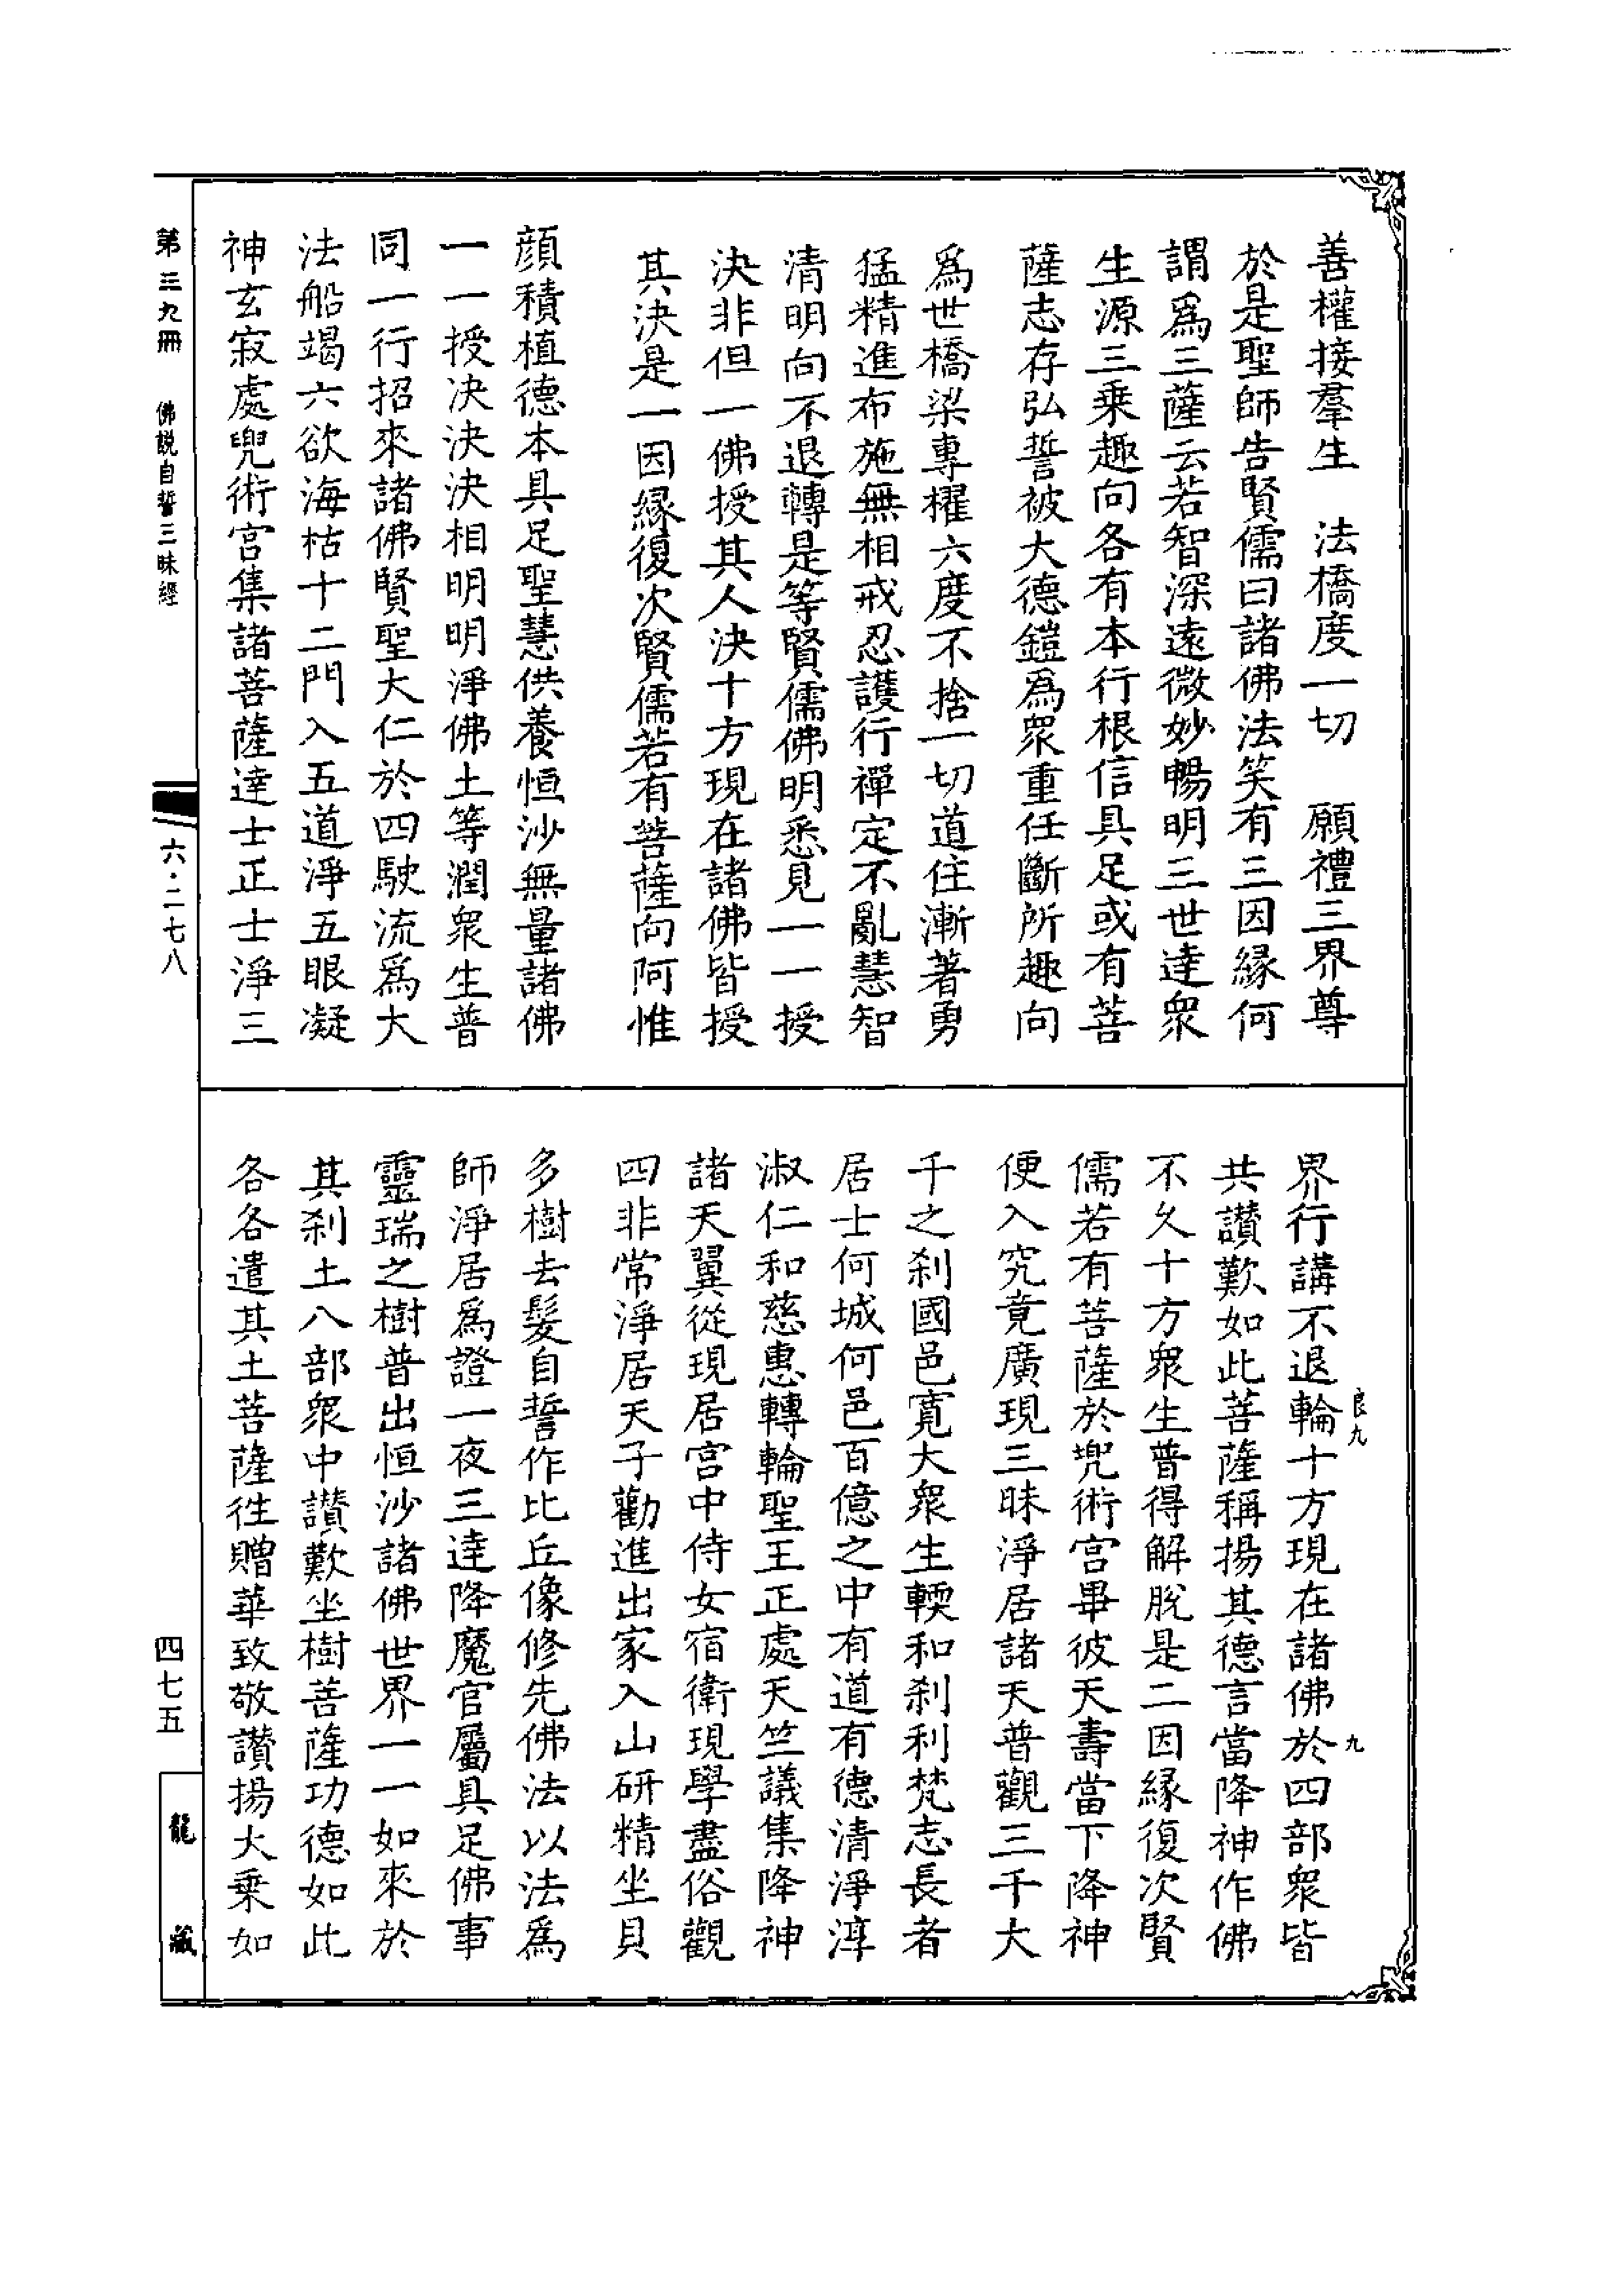 善權接羣生　法橋度一切　願禮三界尊
於是聖師告賢儒曰諸佛法笑有三因緣何
謂爲三薩云若智深遠微妙暢明三世達衆
生源三乘趣向各有本行根信具足或有菩
薩志存弘誓被大德鎧爲衆重任斷所趣向
爲世橋梁專櫂六度不捨一切道住漸著勇
猛精進布施無相戒忍護行禪定不亂慧智
清明向不退轉是等賢儒佛明悉見一一授
決非但一佛授其人決十方現在諸佛皆授
其決是一因緣復次賢儒若有菩薩向阿惟
顔積植德本具足聖慧供養恒沙無量諸佛
一一授決決決相明明淨佛土等潤衆生普
同一行招來諸佛賢聖大仁於四駛流爲大
法船竭六欲海枯十二門入五道淨五眼凝
神玄寂處兜術宮集諸菩薩達士正士淨三
界行講不退輪十方現在諸佛於四部衆皆
共讚歎如此菩薩稱揚其德言當降神作佛
不久十方衆生普得解脫是二因緣復次賢
儒若有菩薩於兜術宮畢彼天壽當下降神
便入究竟廣現三昧淨居諸天普觀三千大
千之刹國邑寬大衆生輭和刹利梵志長者
居士何城何邑百億之中有道有德清淨淳
淑仁和慈惠轉輪聖王正處天竺議集降神
諸天翼從現居宮中侍女宿衛現學盡俗觀
四非常淨居天子勸進出家入山研精坐貝
多樹去髮自誓作比丘像修先佛法以法爲
師淨居爲證一夜三達降魔官屬具足佛事
靈瑞之樹普出恒沙諸佛世界一一如來於
其刹土八部衆中讚歎坐樹菩薩功德如此
各各遣其土菩薩徃贈華致敬讚揚大乘如
良九
九
第三九冊　佛説自誓三昧經
六·二七八
四七五
龍藏